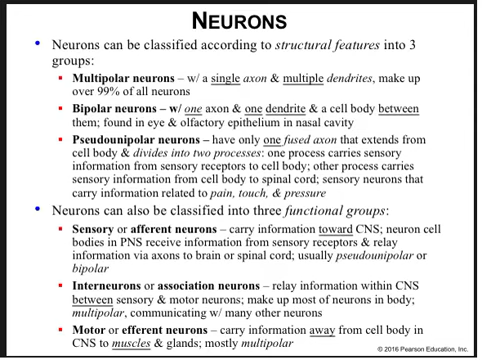 NEURONS
• Neurons can be classified according to structural features into 3
groups:
▪ Multipolar neurons – w/ a single axon & multiple dendrites, make up
over 99% of all neurons
▪ Bipolar neurons – w/ one axon & one dendrite & a cell body between
them; found in eye & olfactory epithelium in nasal cavity
▪ Pseudounipolar neurons – have only one fused axon that extends from
cell body & divides into two processes: one process carries sensory
information from sensory receptors to cell body; other process carries
sensory information from cell body to spinal cord; sensory neurons that
carry information related to pain, touch, & pressure
• Neurons can also be classified into three functional groups:
▪ Sensory or afferent neurons – carry information toward CNS; neuron cell
bodies in PNS receive information from sensory receptors & relay
information via axons to brain or spinal cord; usually pseudounipolar or
bipolar
▪ Interneurons or association neurons – relay information within CNS
between sensory & motor neurons; make up most of neurons in body;
multipolar, communicating w/ many other neurons
▪ Motor or efferent neurons – carry information away from cell body in
CNS to muscles & glands; mostly multipolar
© 2016 Pearson Education, Inc.